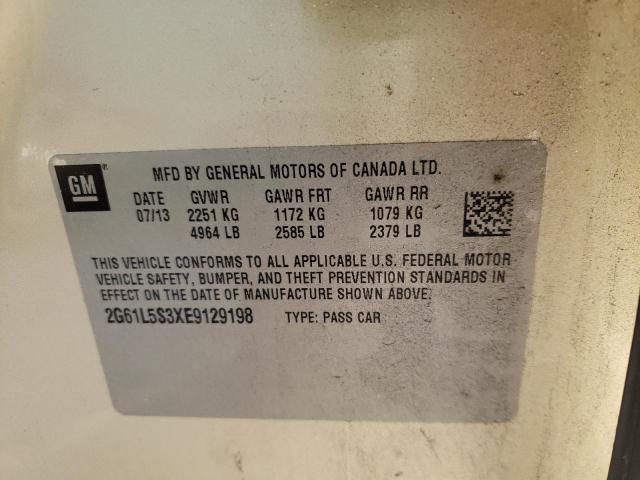 MFD BY GENERAL MOTORS OF CANADA LTD.
GM ®
DATE GVWR GAWR FRT GAWR RR
07/13 2251 KG 1172 KG 1079 KG
4964 LB 2585 LB 2379 LB
THIS VEHICLE CONFORMS TO ALL APPLICABLE U.S. FEDERAL MOTOR
VEHICLE SAFETY, BUMPER, AND THEFT PREVENTION STANDARDS IN
EFFECT ON THE DATE OF MANUFACTURE SHOWN ABOVE.
2G61L5S3XE9129198 TYPE: PASS CAR